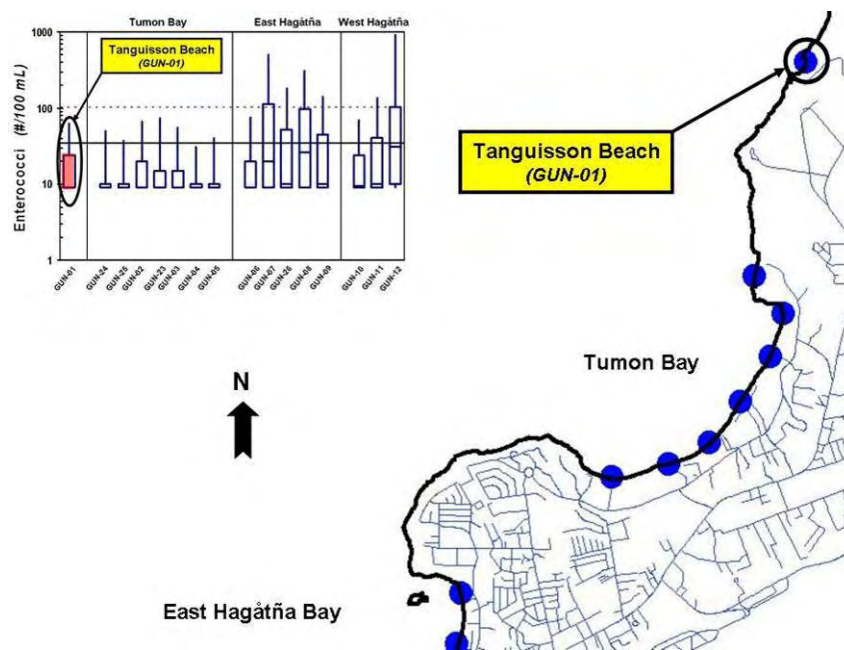 Tumon Bay East Hagåtña West Hagåtña
1000
100
10
1
Enterococci (#/100 mL)
Tanguisson Beach
(GUN-01)
GUN-01 GUN-24 GUN-25 GUN-02 GUN-23 GUN-03 GUN-04 GUN-05 GUN-06 GUN-07 GUN-26 GUN-08 GUN-09 GUN-10 GUN-11 GUN-12
Tanguisson Beach
(GUN-01)
Tumon Bay
N
East Hagåtña Bay